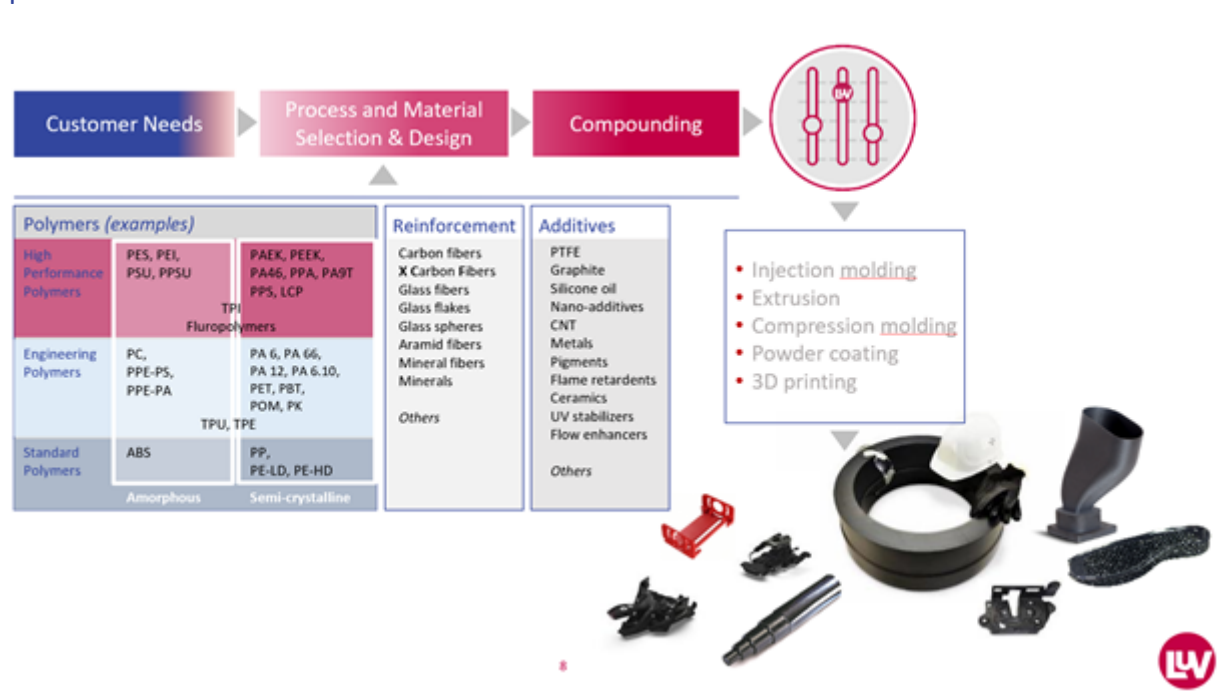 Customer Needs
Process and Material
Selection & Design
Compounding
LW
Polymers (examples)
High
Performance
Polymers
PES, PEI,
PSU, PPSU
PAEK, PEEK,
PA46, PPA, PA9T
PPS, LCP
TPI
Fluropolymers
Engineering
Polymers
PC,
PPE-PS,
PPE-PA
PA 6, PA 66,
PA 12, PA 6.10,
PET, PBT,
POM, PK
TPU, TPE
Standard
Polymers
ABS
PP,
PE-LD, PE-HD
Amorphous
Semi-crystalline
Reinforcement
Carbon fibers
X Carbon Fibers
Glass fibers
Glass flakes
Glass spheres
Aramid fibers
Mineral fibers
Minerals
Others
Additives
PTFE
Graphite
Silicone oil
Nano-additives
CNT
Metals
Pigments
Flame retardents
Ceramics
UV stabilizers
Flow enhancers
Others
• Injection molding
• Extrusion
• Compression molding
• Powder coating
• 3D printing
8
LW